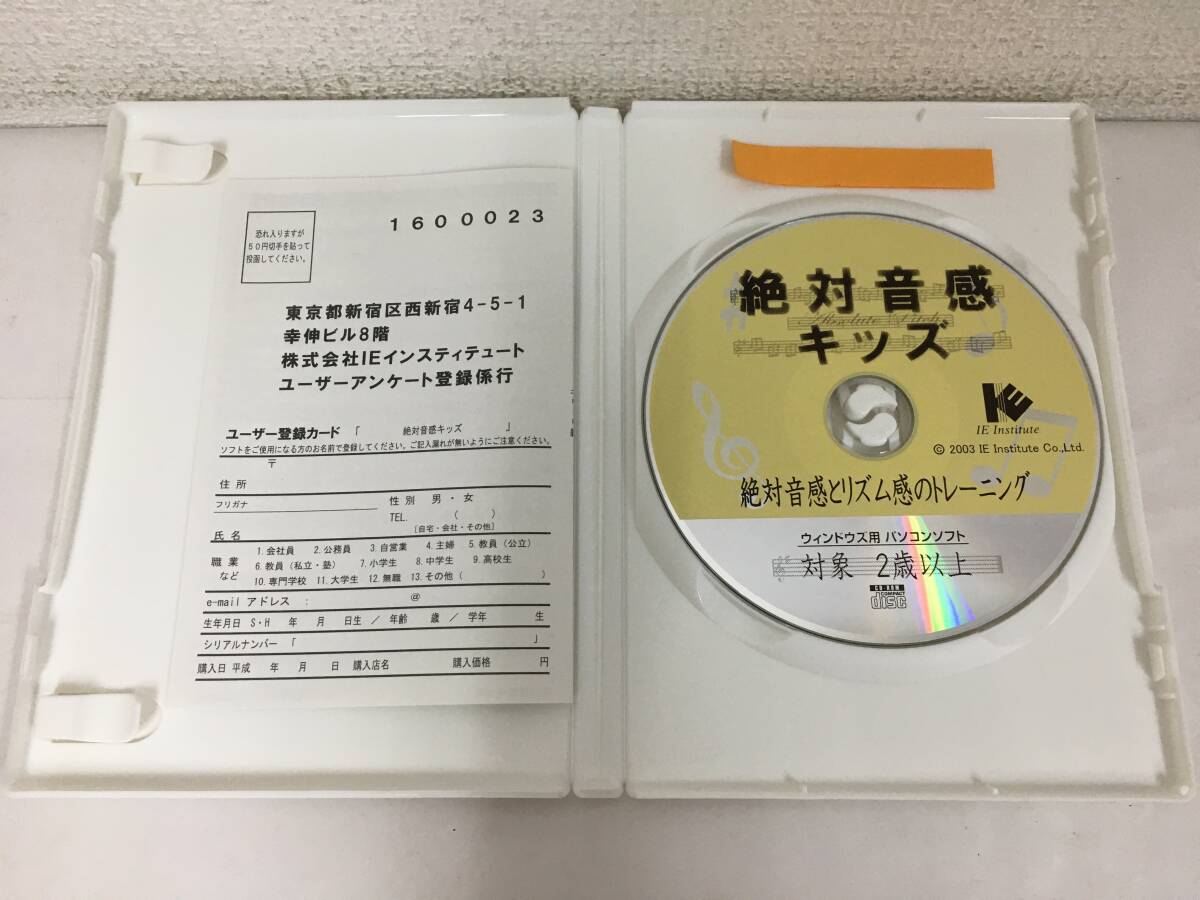 恐れ入りますが
50円切手を貼って
投函してください。
1600023
東京都新宿区西新宿4-5-1
幸伸ビル8階
株式会社IEインスティテュート
ユーザーアンケート登録係行
ユーザー登録カード「 絶対音感キッズ 」
ソフトをご使用になる方のお名前で登録してください。ご記入漏れが無いようにご注意ください。
〒
住所
フリガナ
性別 男・女
TEL. ( )
[自宅・会社・その他]
氏名
職業など
1.会社員 2.公務員 3.自営業 4.主婦 5.教員(公立)
6.教員(私立・塾) 7.小学生 8.中学生 9.高校生
10.専門学校 11.大学生 12.無職 13.その他( )
e-mail アドレス : @
生年月日 S・H 年 月 日生 / 年齢 歳 / 学年 生
シリアルナンバー「 」
購入日 平成 年 月 日 購入店名 購入価格 円
絶対音感
Absolute Pitch
キッズ
IE
IE Institute
© 2003 IE Institute Co.,Ltd.
絶対音感とリズム感のトレーニング
ウィンドウズ用 パソコンソフト
対象 2歳以上
CD-ROM
COMPACT
disc